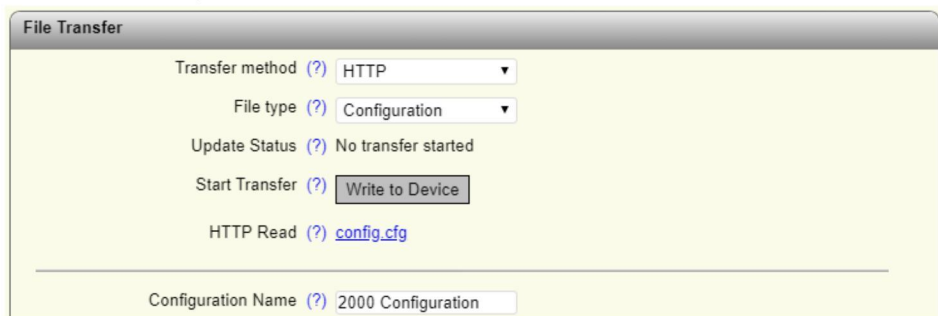 File Transfer
Transfer method (?) HTTP
File type (?) Configuration
Update Status (?) No transfer started
Start Transfer (?) Write to Device
HTTP Read (?) config.cfg
Configuration Name (?) 2000 Configuration